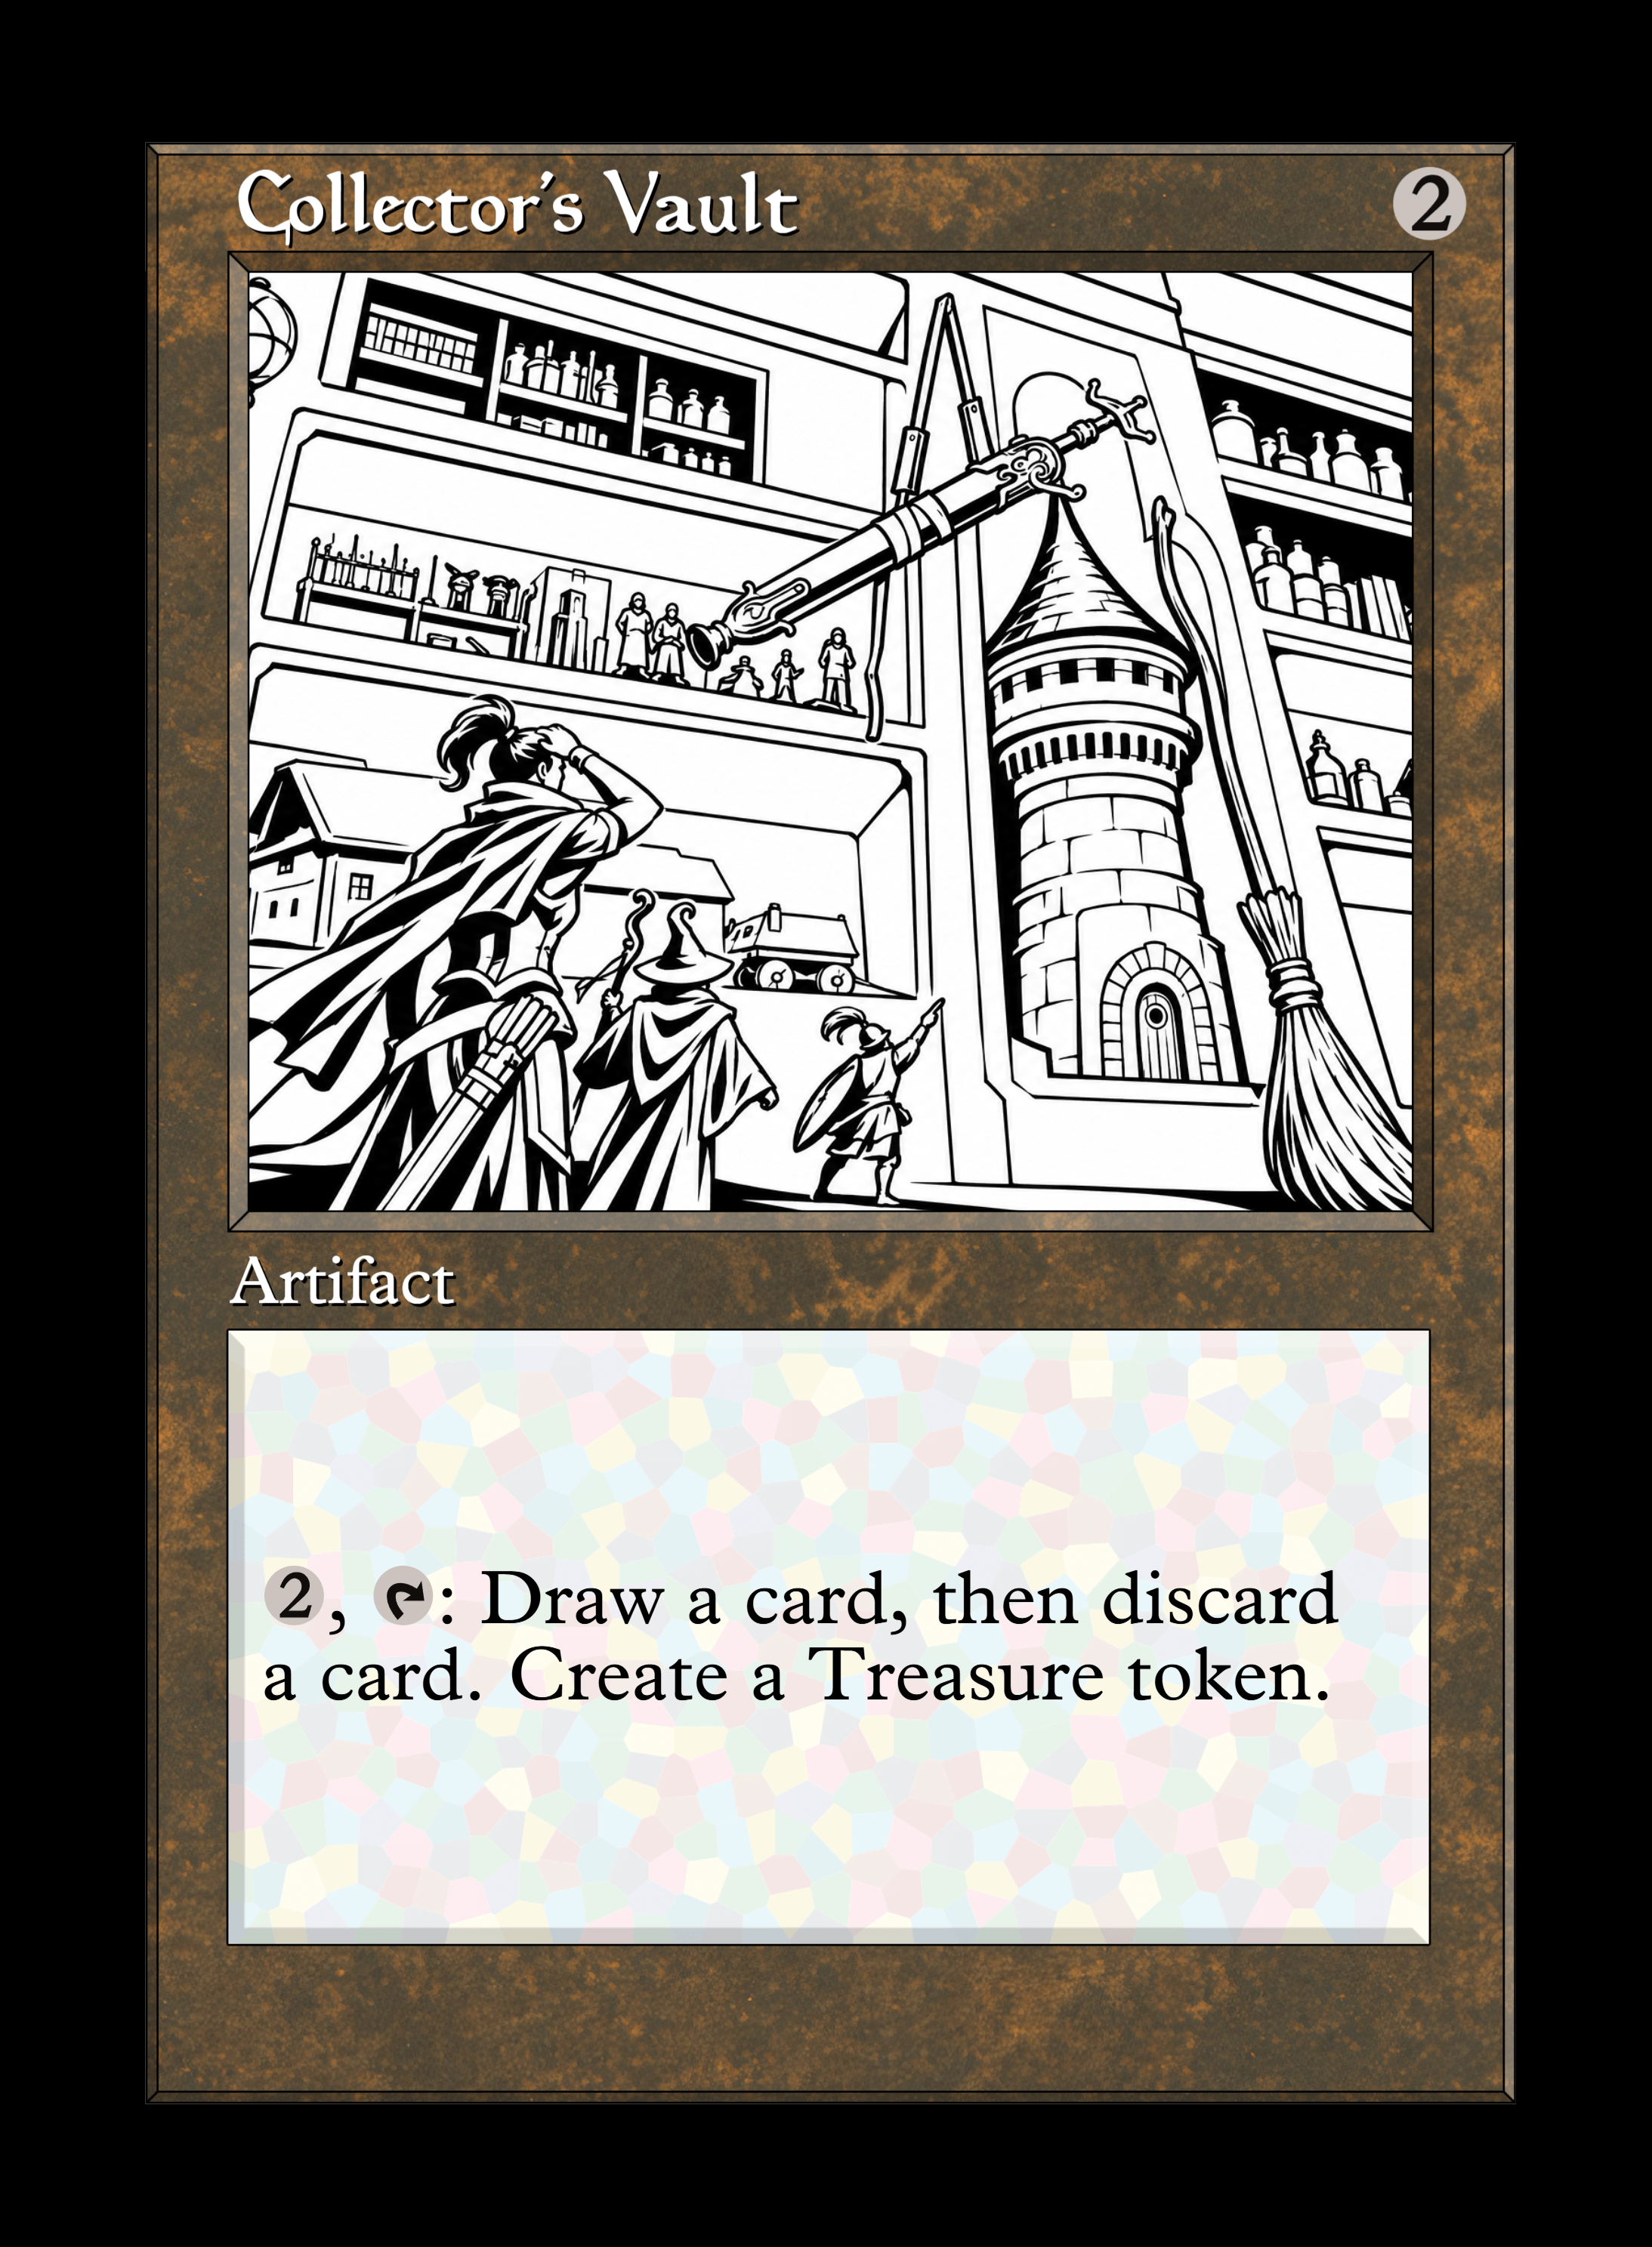 Collector's Vault 2
Artifact
2, : Draw a card, then discard
a card. Create a Treasure token.